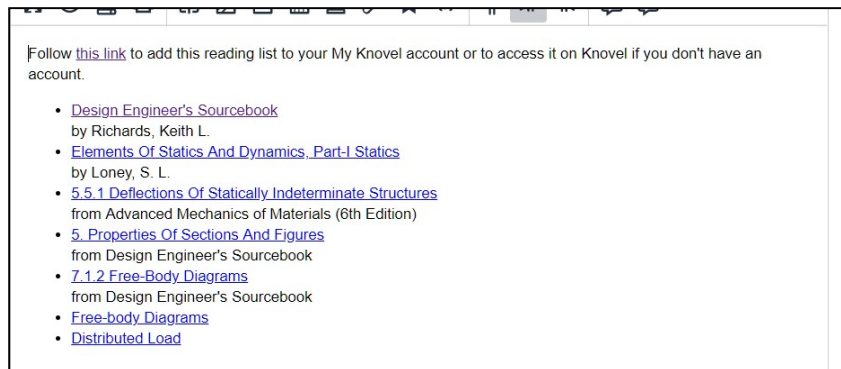 Follow this link to add this reading list to your My Knovel account or to access it on Knovel if you don't have an
account.
• Design Engineer's Sourcebook
by Richards, Keith L.
• Elements Of Statics And Dynamics, Part-I Statics
by Loney, S. L.
• 5.5.1 Deflections Of Statically Indeterminate Structures
from Advanced Mechanics of Materials (6th Edition)
• 5. Properties Of Sections And Figures
from Design Engineer's Sourcebook
• 7.1.2 Free-Body Diagrams
from Design Engineer's Sourcebook
• Free-body Diagrams
• Distributed Load